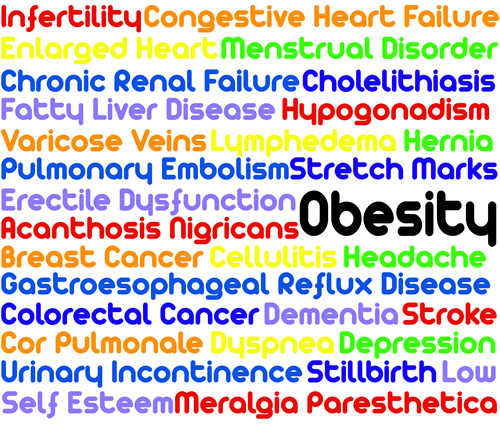 Infertility Congestive Heart Failure
Enlarged Heart Menstrual Disorder
Chronic Renal Failure Cholelithiasis
Fatty Liver Disease Hypogonadism
Varicose Veins Lymphedema Hernia
Pulmonary Embolism Stretch Marks
Erectile Dysfunction
Acanthosis Nigricans
Obesity
Breast Cancer Cellulitis Headache
Gastroesophageal Reflux Disease
Colorectal Cancer Dementia Stroke
Cor Pulmonale Dyspnea Depression
Urinary Incontinence Stillbirth Low
Self Esteem Meralgia Paresthetica